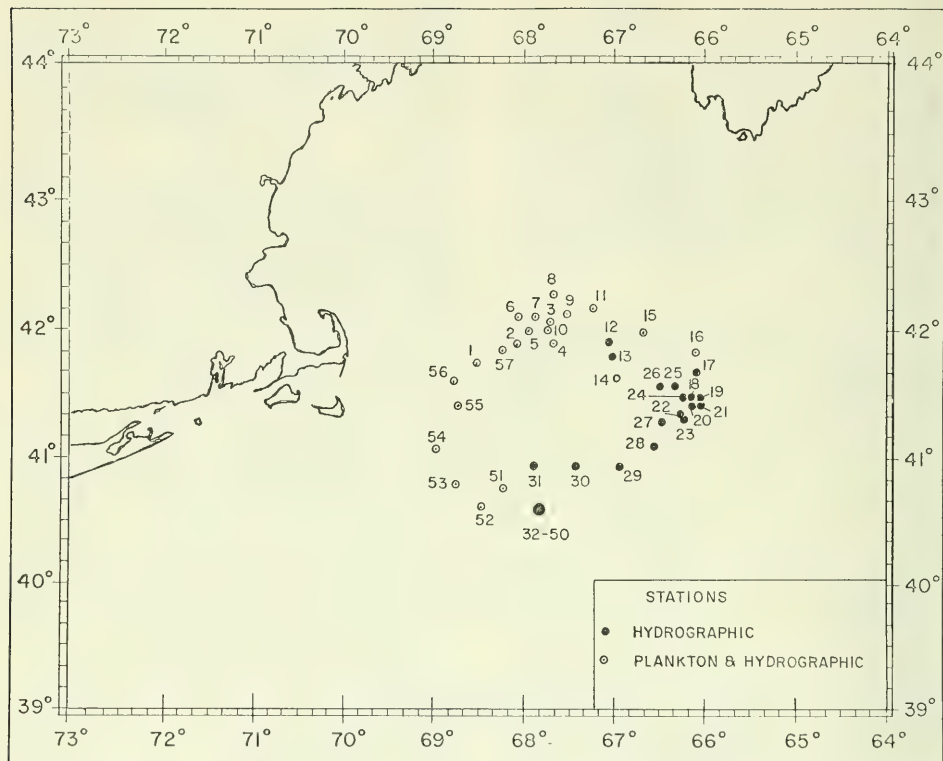 73° 72° 71° 70° 69° 68° 67° 66° 65° 64°
44° 44°
43° 43°
8
6 7 3 9 11
42° 2 10 12 15 42°
1 57 5 4 13 16
56 14 17
26 25 18
55 24 19
22 21
27 20
54 23
41° 28 41°
53 51 31 30 29
52
32-50
40° 40°
STATIONS
HYDROGRAPHIC
PLANKTON & HYDROGRAPHIC
39° 39°
73° 72° 71° 70° 69° 68° 67° 66° 65° 64°